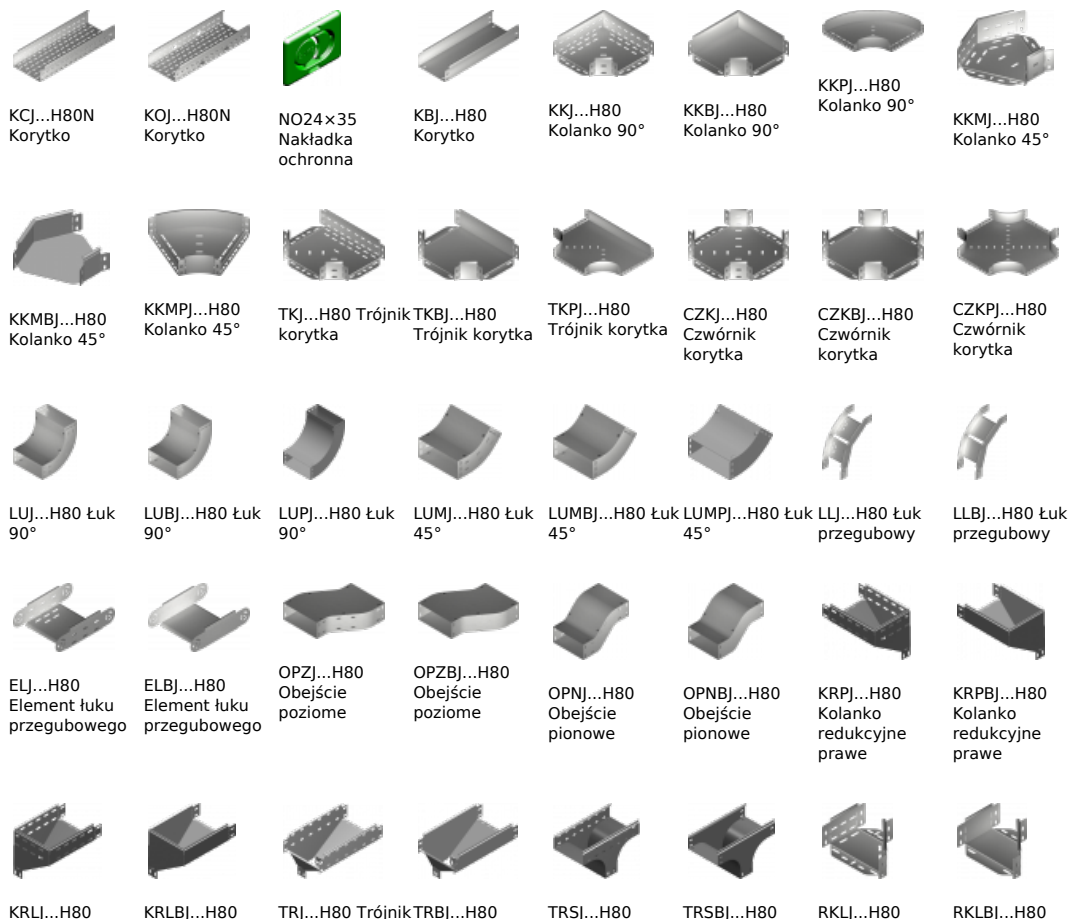 KCJ...H80N
Korytko
KOJ...H80N
Korytko
NO24×35
Nakładka
ochronna
KBJ...H80
Korytko
KKJ...H80
Kolanko 90°
KKBJ...H80
Kolanko 90°
KKPJ...H80
Kolanko 90°
KKMJ...H80
Kolanko 45°
KKMBJ...H80
Kolanko 45°
KKMPJ...H80
Kolanko 45°
TKJ...H80 Trójnik
korytka
TKBJ...H80
Trójnik korytka
TKPJ...H80
Trójnik korytka
CZKJ...H80
Czwórnik
korytka
CZKBJ...H80
Czwórnik
korytka
CZKPJ...H80
Czwórnik
korytka
LUJ...H80 Łuk
90°
LUBJ...H80 Łuk
90°
LUPJ...H80 Łuk
90°
LUMJ...H80 Łuk
45°
LUMBJ...H80 Łuk
45°
LUMPJ...H80 Łuk
45°
LLJ...H80 Łuk
przegubowy
LLBJ...H80 Łuk
przegubowy
ELJ...H80
Element łuku
przegubowego
ELBJ...H80
Element łuku
przegubowego
OPZJ...H80
Obejście
poziome
OPZBJ...H80
Obejście
poziome
OPNJ...H80
Obejście
pionowe
OPNBJ...H80
Obejście
pionowe
KRPJ...H80
Kolanko
redukcyjne
prawe
KRPBJ...H80
Kolanko
redukcyjne
prawe
KRLJ...H80
KRLBJ...H80
TRJ...H80 Trójnik
TRBJ...H80
TRSJ...H80
TRSBJ...H80
RKLJ...H80
RKLBJ...H80